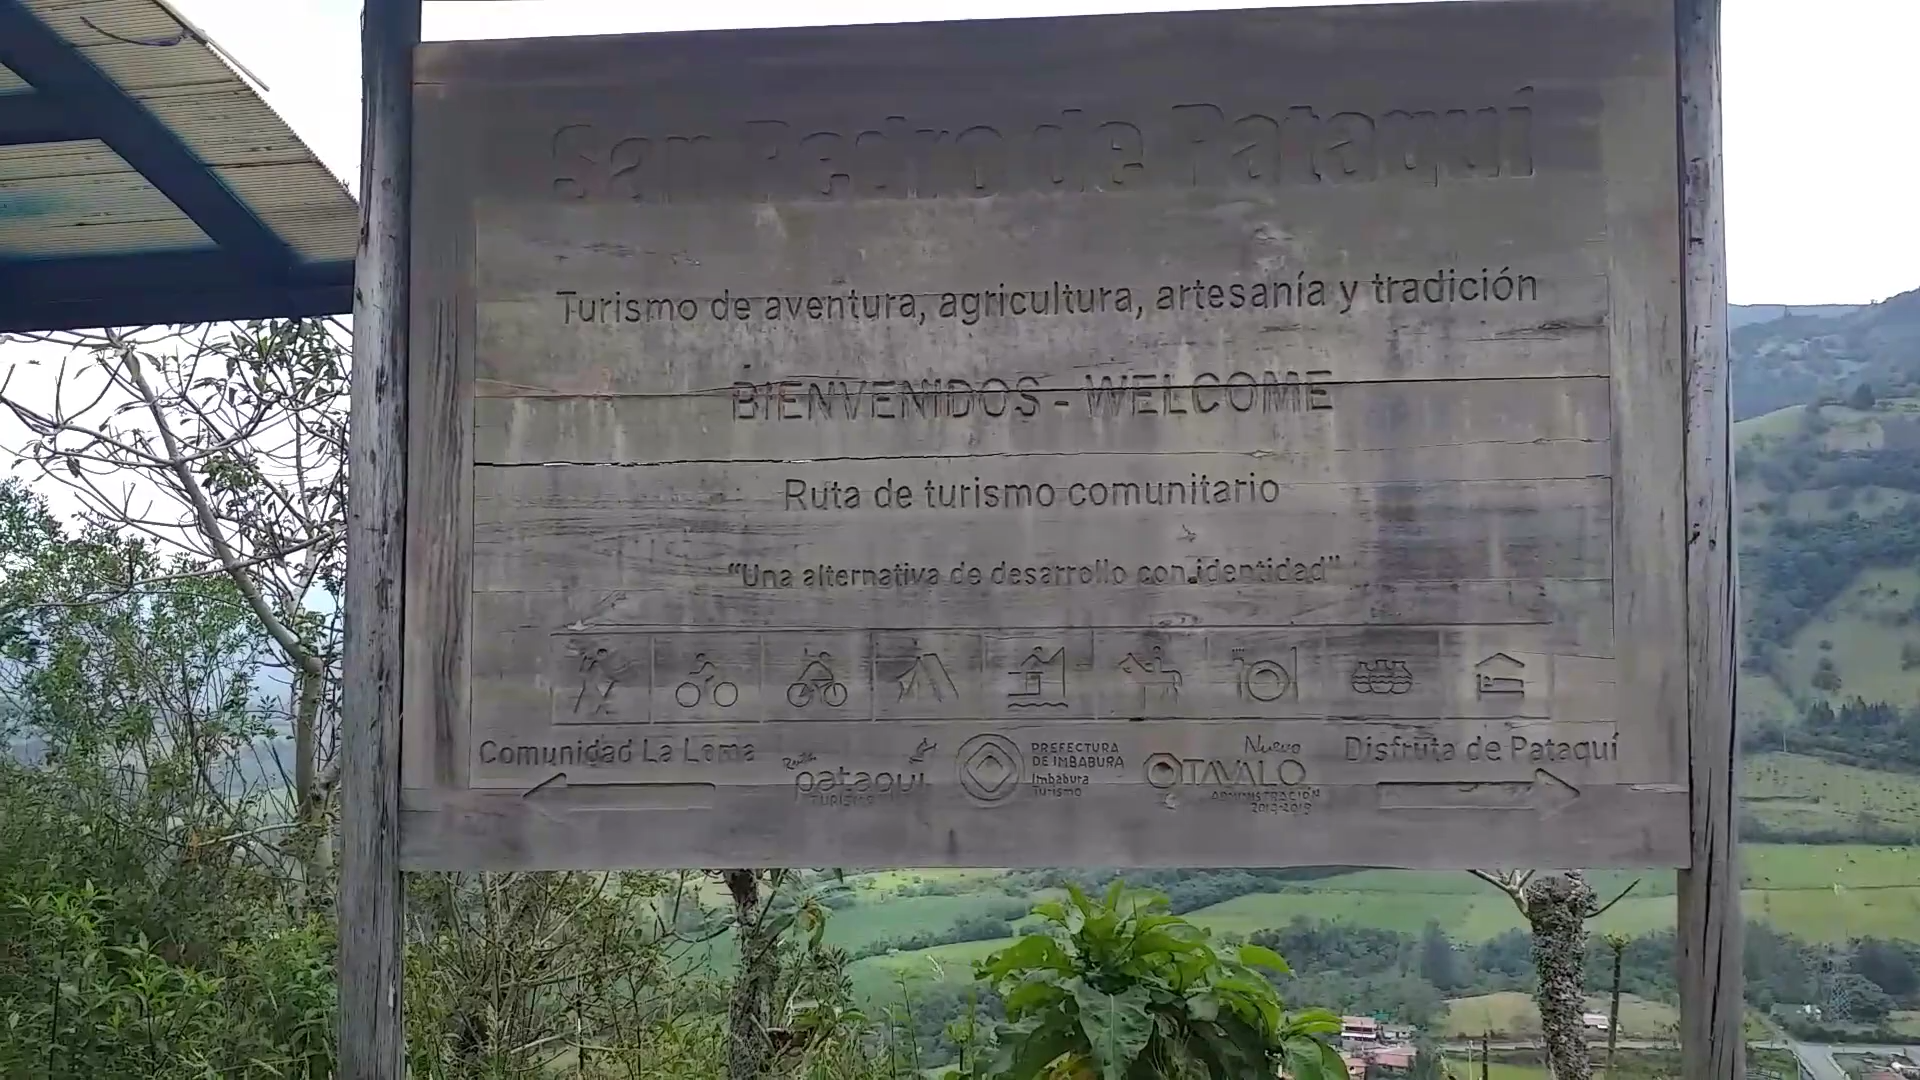 San Pedro de Pataquí
Turismo de aventura, agricultura, artesanía y tradición
BIENVENIDOS - WELCOME
Ruta de turismo comunitario
“Una alternativa de desarrollo con identidad”
Comunidad La Loma
Ruta
pataquí
TURISMO
PREFECTURA
DE IMBABURA
Imbabura
Turismo
Nuevo
OTAVALO
ADMINISTRACIÓN
Disfruta de Pataquí